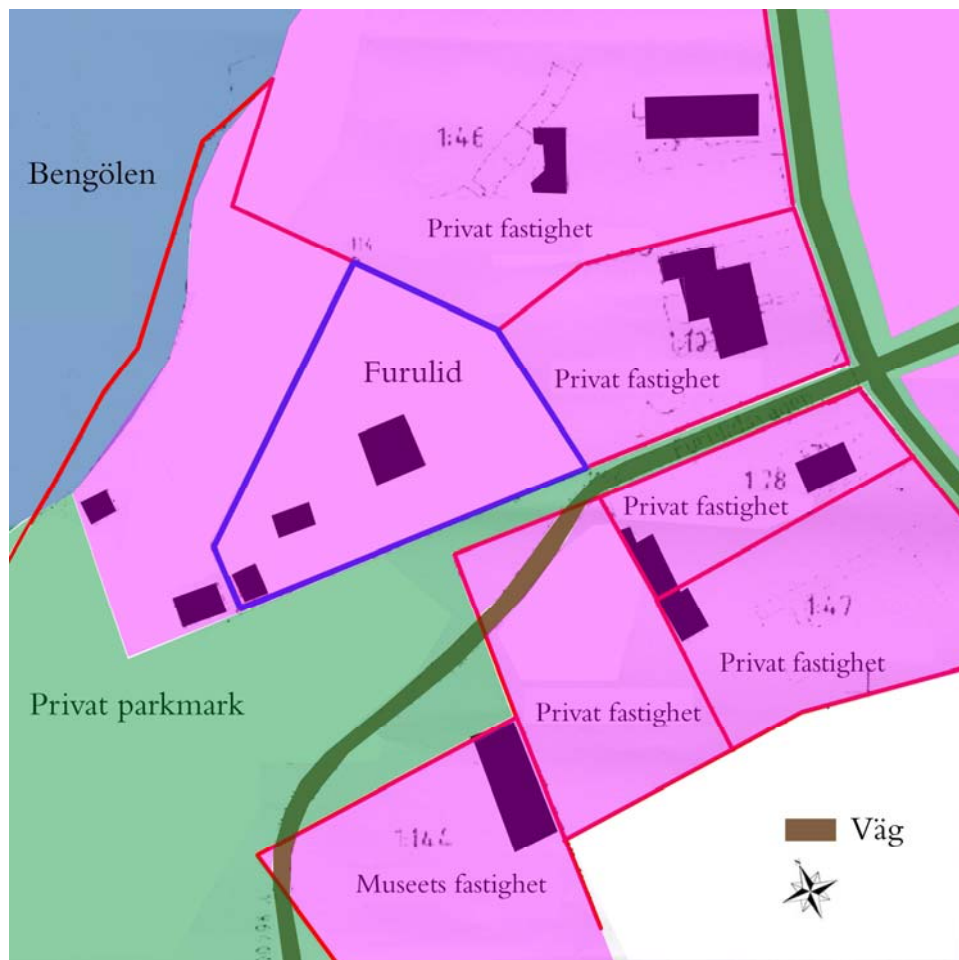 Bengölen
1:46
Privat fastighet
114
Furulid
Privat fastighet
1:78
Privat fastighet
1:47
Privat fastighet
Privat parkmark
Privat fastighet
Väg
Museets fastighet